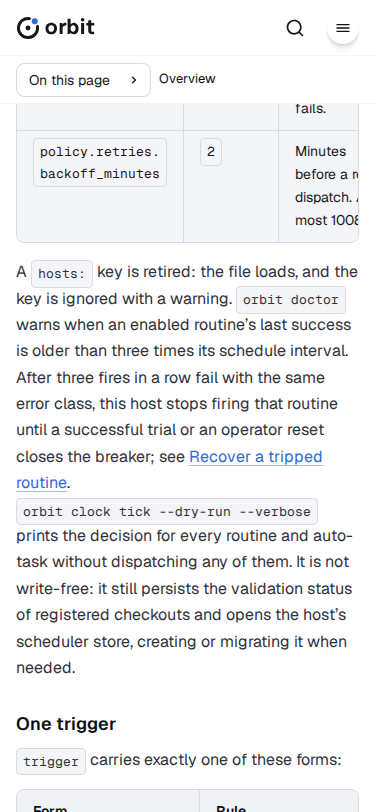 orbit
On this page
Overview
fails.
policy.retries.
backoff_minutes
2
Minutes
before a
dispatch.
most
A hosts: key is retired: the file loads, and the
key is ignored with a warning. orbit doctor
warns when an enabled routine’s last success
is older than three times its schedule interval.
After three fires in a row fail with the same
error class, this host stops firing that routine
until a successful trial or an operator reset
closes the breaker; see Recover a tripped
routine.
orbit clock tick --dry-run --verbose
prints the decision for every routine and auto-
task without dispatching any of them. It is not
write-free: it still persists the validation status
of registered checkouts and opens the host’s
scheduler store, creating or migrating it when
needed.
One trigger
trigger carries exactly one of these forms:
Form
Rule